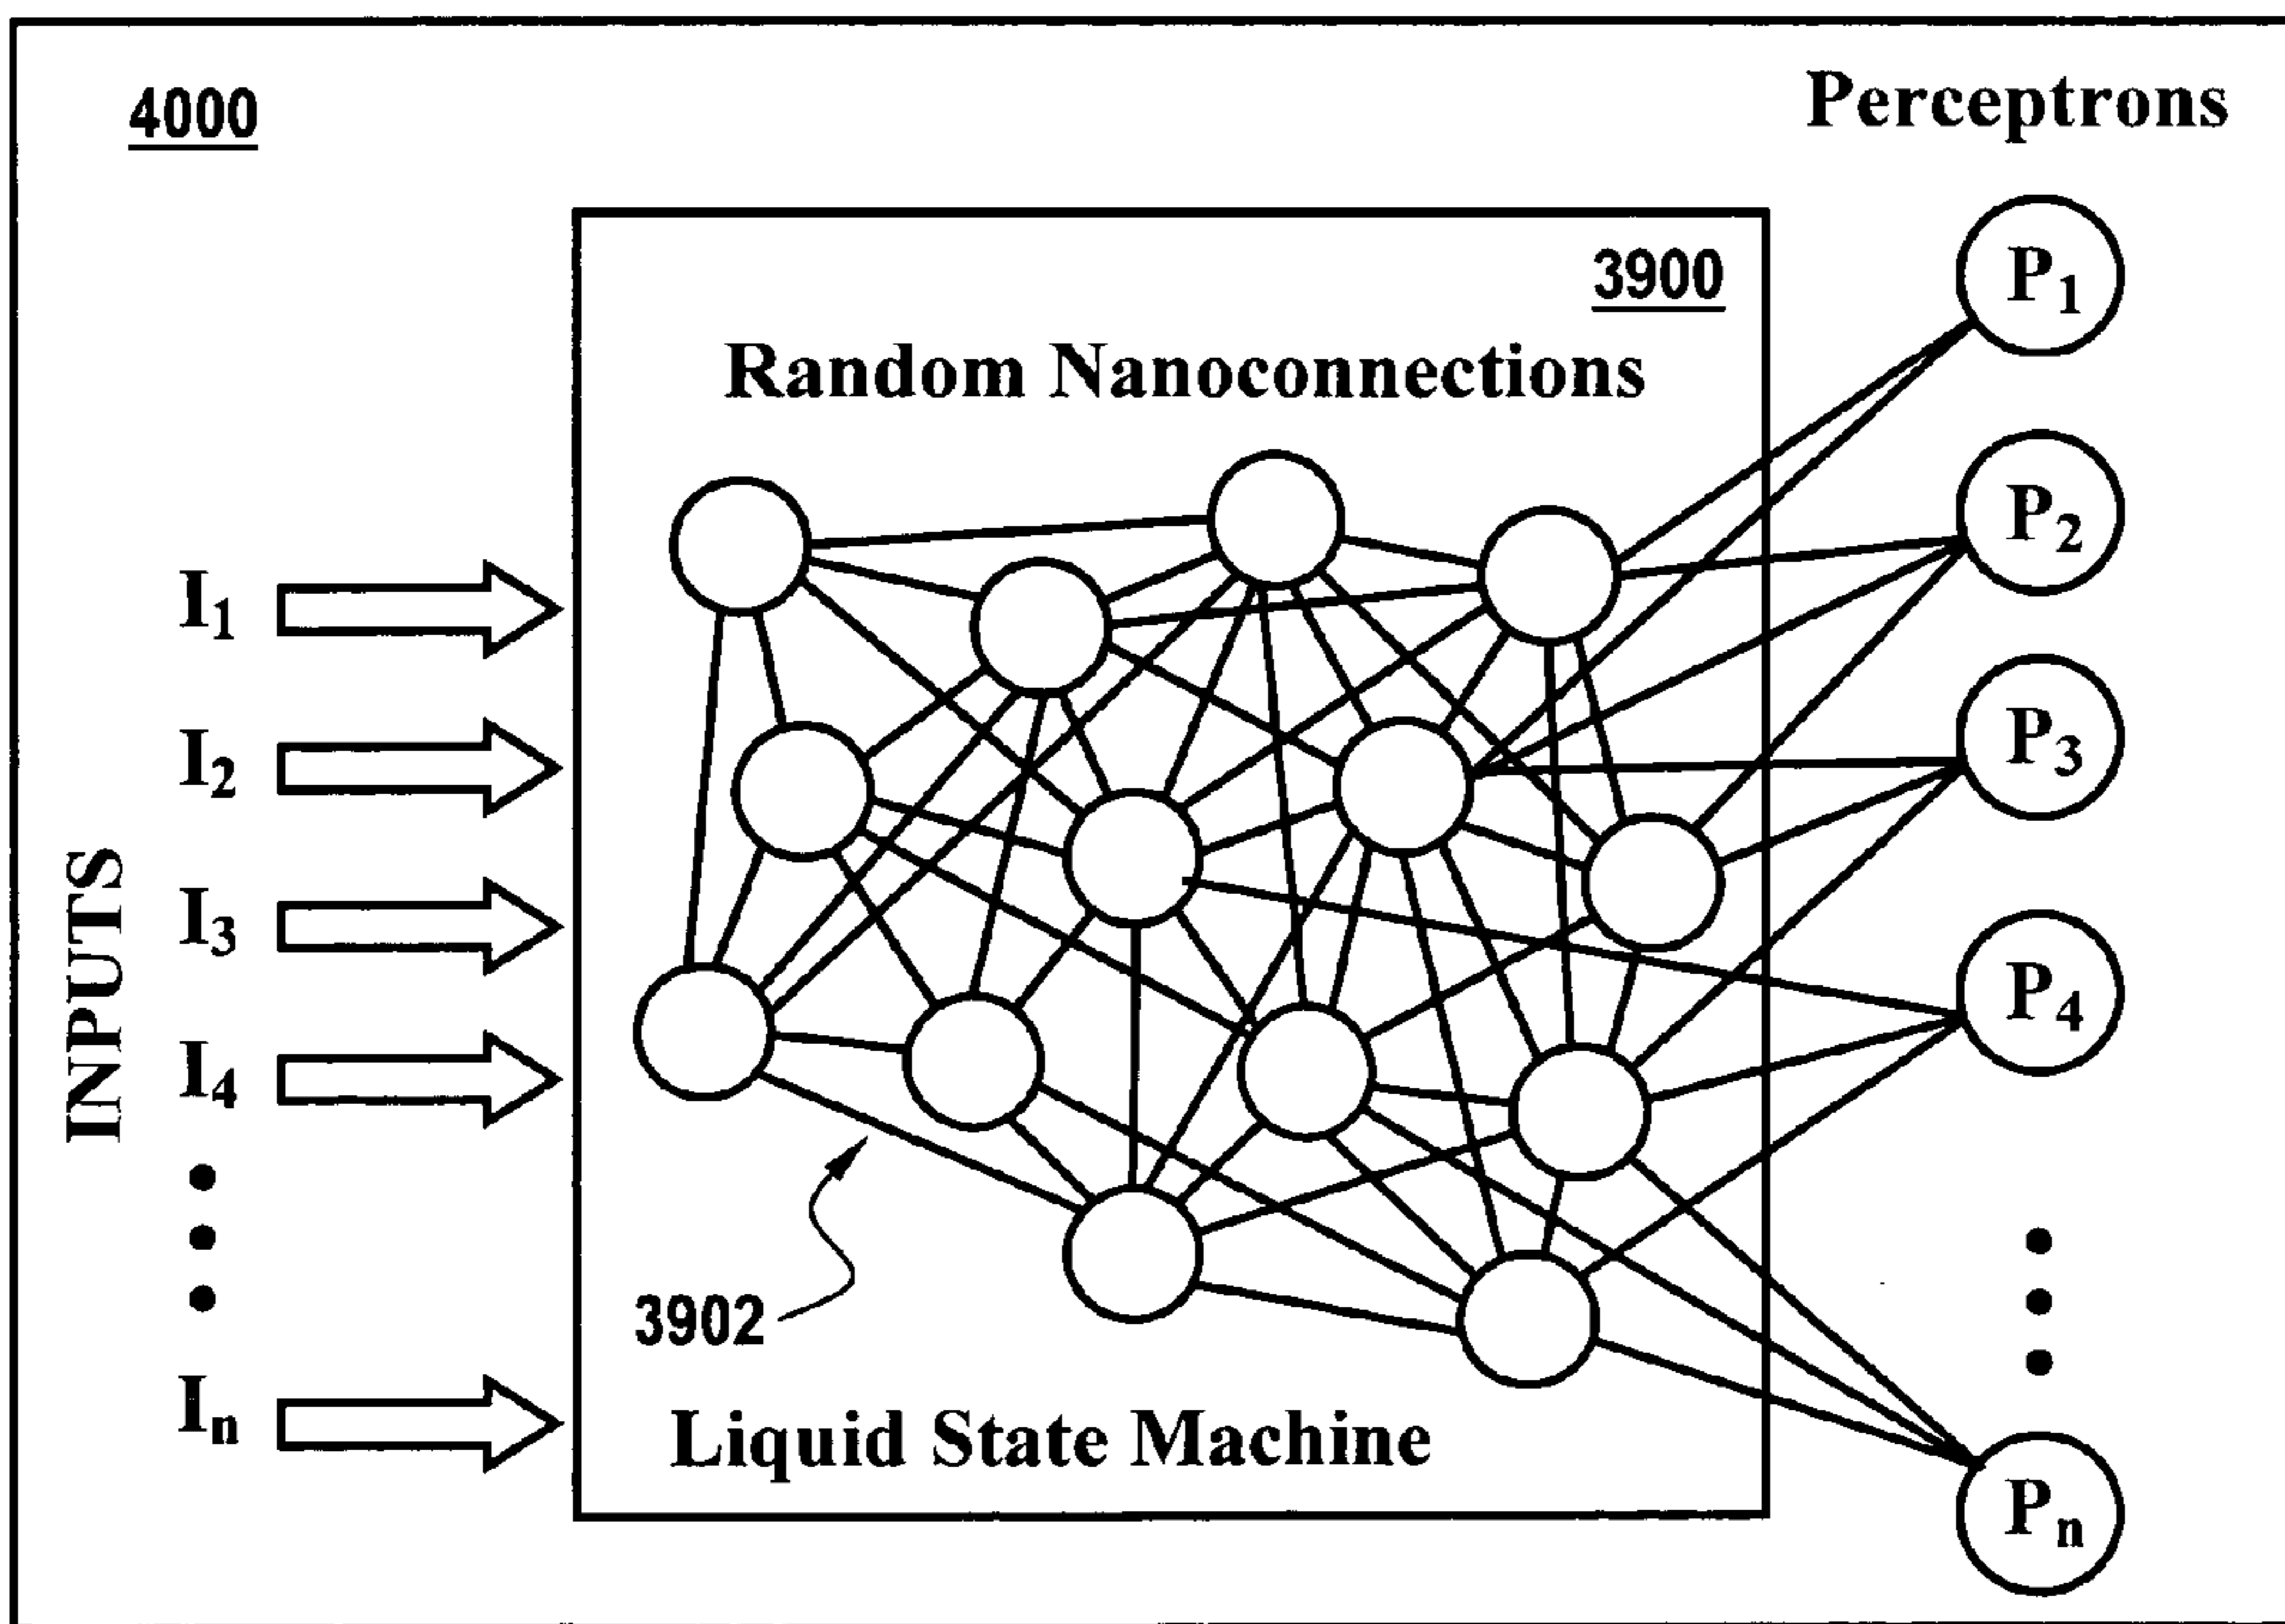 4000
Perceptrons
3900
Random Nanoconnections
INPUTS
I₁
I₂
I₃
I₄
Iₙ
P₁
P₂
P₃
P₄
Pₙ
3902
Liquid State Machine